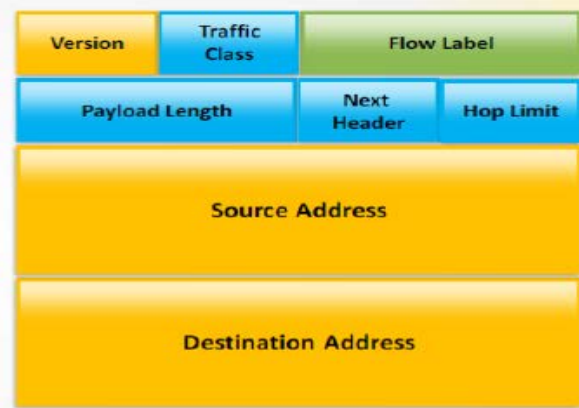 Version
Traffic
Class
Flow Label
Payload Length
Next
Header
Hop Limit
Source Address
Destination Address